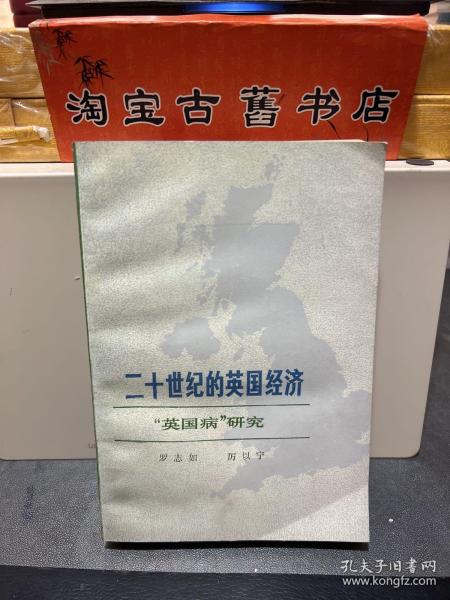 淘宝古舊书店
二十世纪的英国经济
“英国病”研究
罗志如 厉以宁
孔夫子旧书网
www.kongfz.com